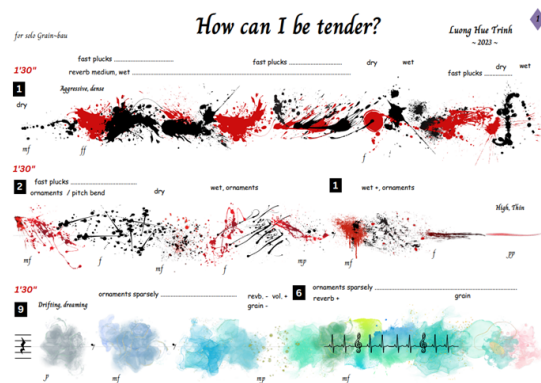 How can I be tender?
1
for solo Grain-bau
Luong Hue Trinh
~ 2023 ~
fast plucks
fast plucks
dry wet
dry wet
1'30"
reverb medium, wet
fast plucks
1
Aggressive, dense
dry
mf ff f
1'30"
2
fast plucks
ornaments / pitch bend
dry
wet, ornaments
1
wet +, ornaments
High, Thin
mf f mf f mp mf f pp
1'30"
9
Drifting, dreaming
ornaments sparsely
revb. - vol. +
grain -
6
ornaments sparsely
reverb +
grain
p mf mp mf